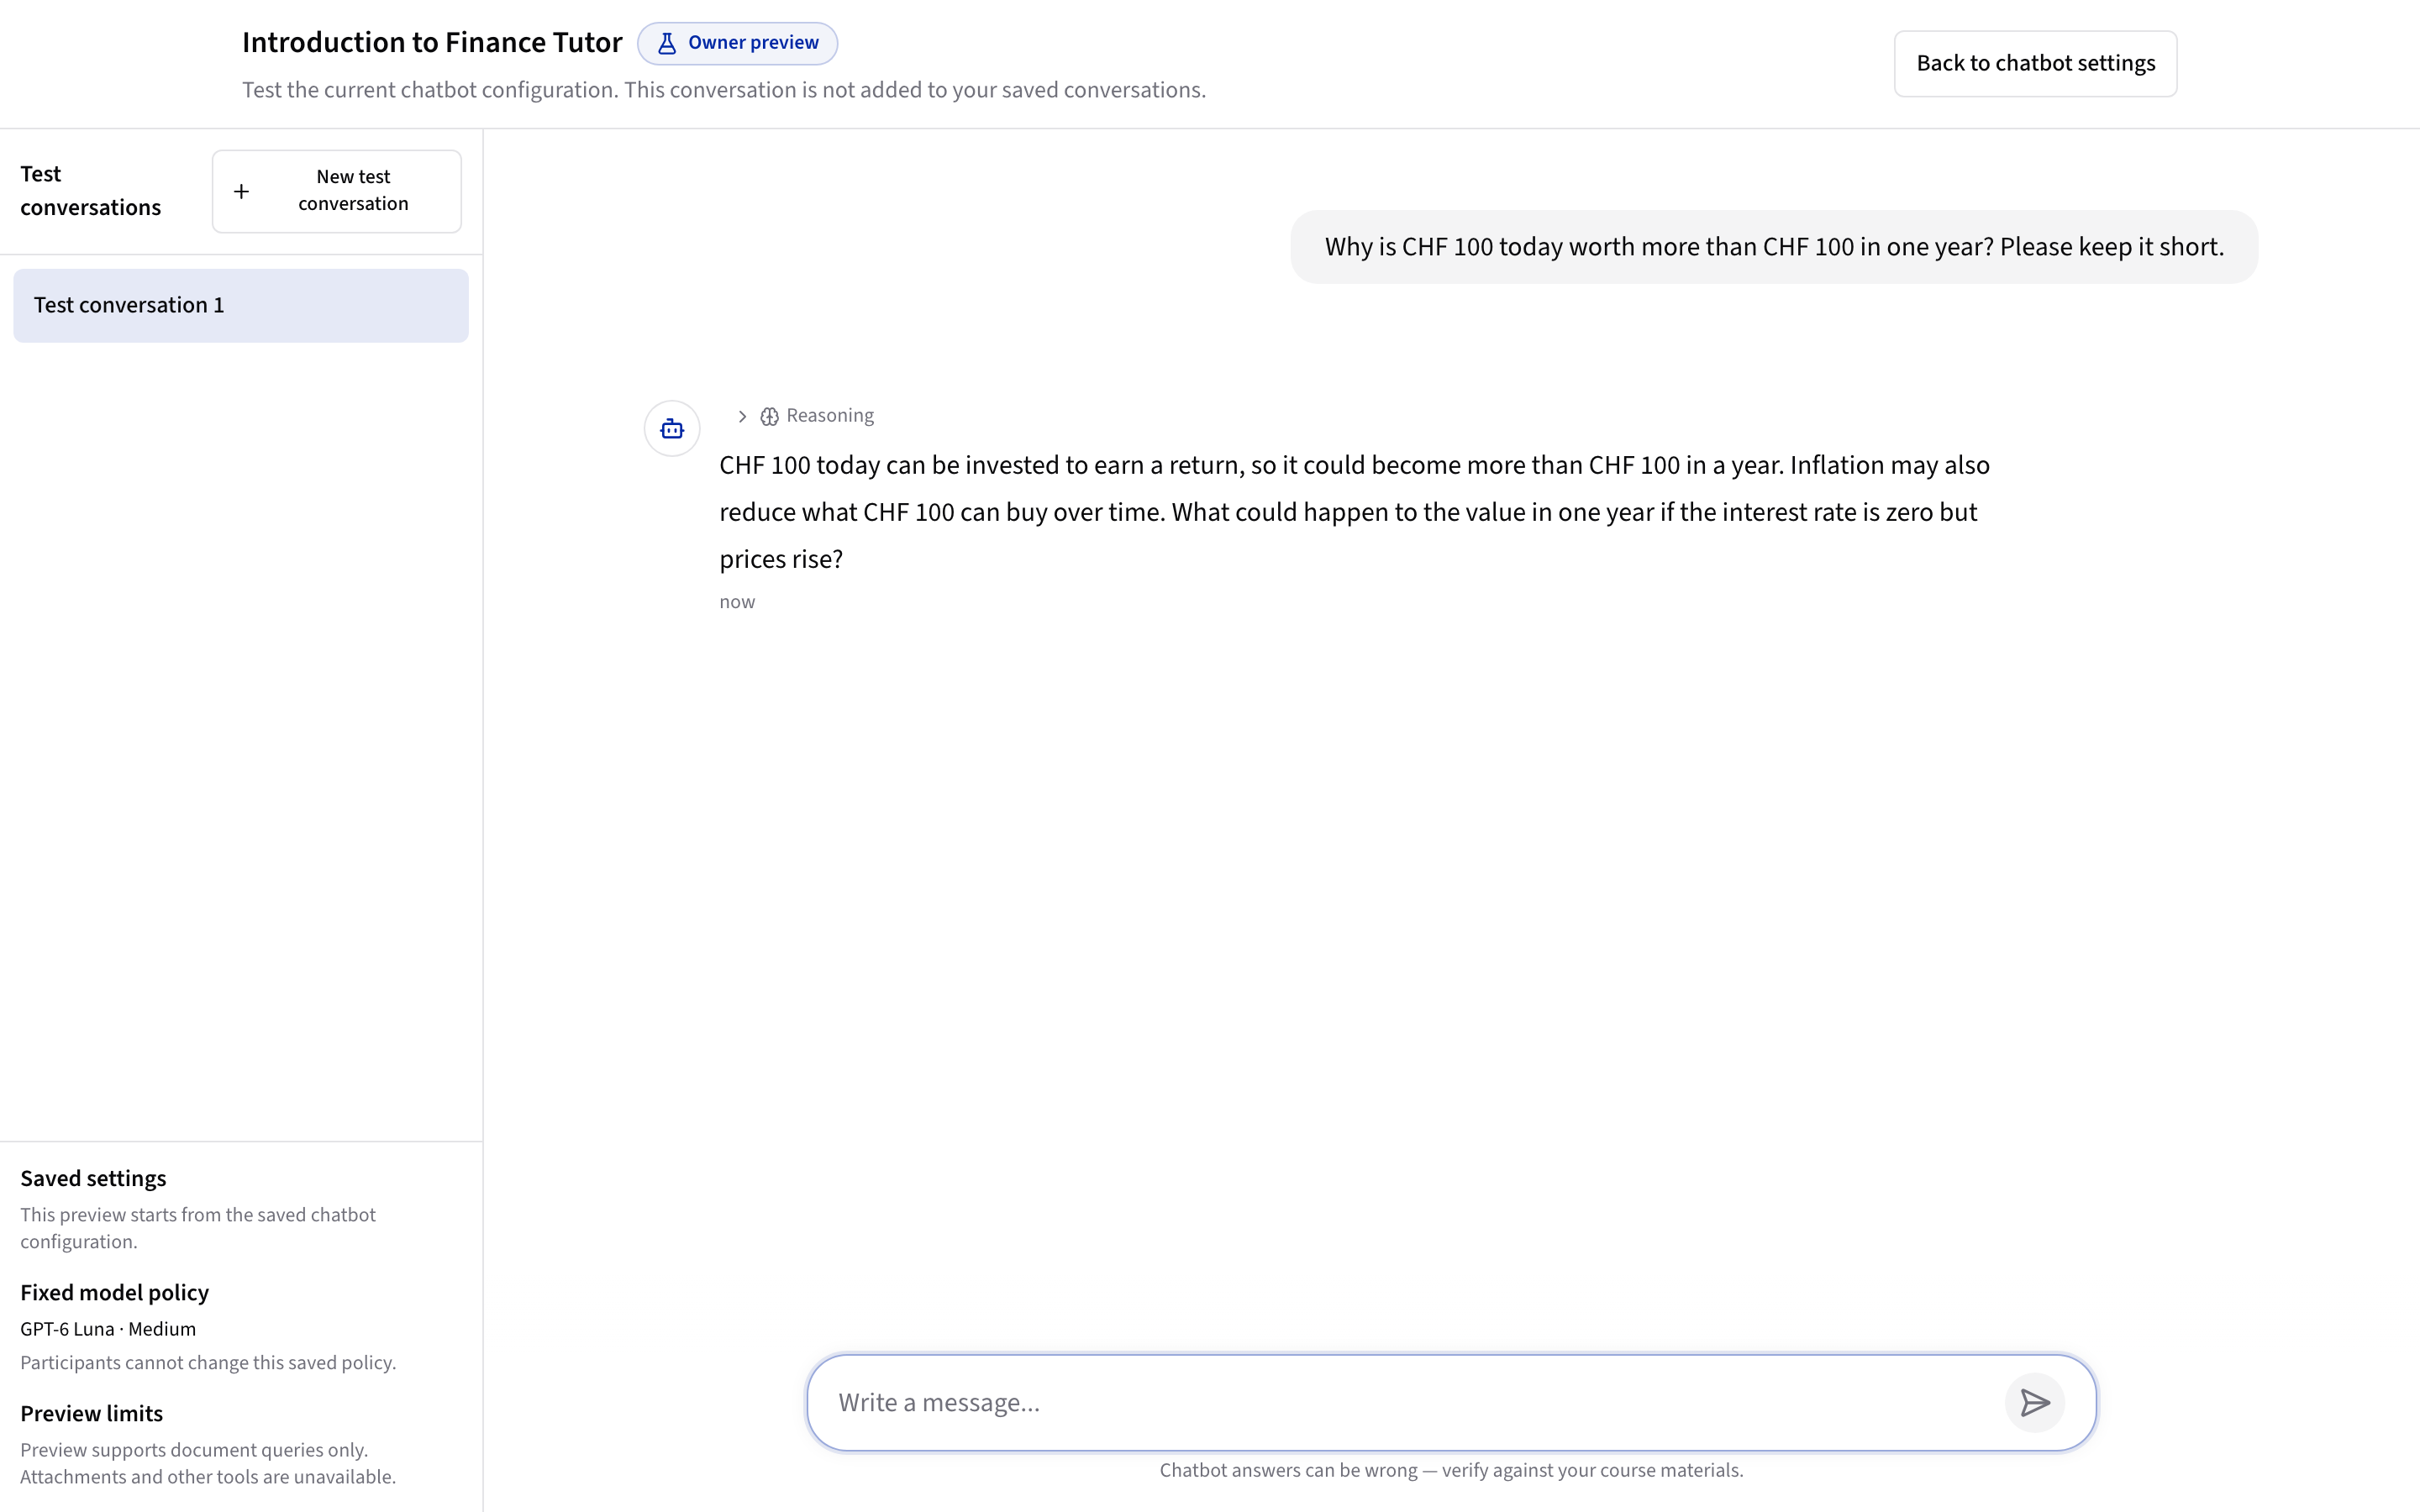 Introduction to Finance Tutor
Owner preview
Test the current chatbot configuration. This conversation is not added to your saved conversations.
Back to chatbot settings
Test
conversations
New test
conversation
Test conversation 1
Why is CHF 100 today worth more than CHF 100 in one year? Please keep it short.
Reasoning
CHF 100 today can be invested to earn a return, so it could become more than CHF 100 in a year. Inflation may also
reduce what CHF 100 can buy over time. What could happen to the value in one year if the interest rate is zero but
prices rise?
now
Saved settings
This preview starts from the saved chatbot
configuration.
Fixed model policy
GPT-6 Luna · Medium
Participants cannot change this saved policy.
Preview limits
Preview supports document queries only.
Attachments and other tools are unavailable.
Write a message...
Chatbot answers can be wrong — verify against your course materials.